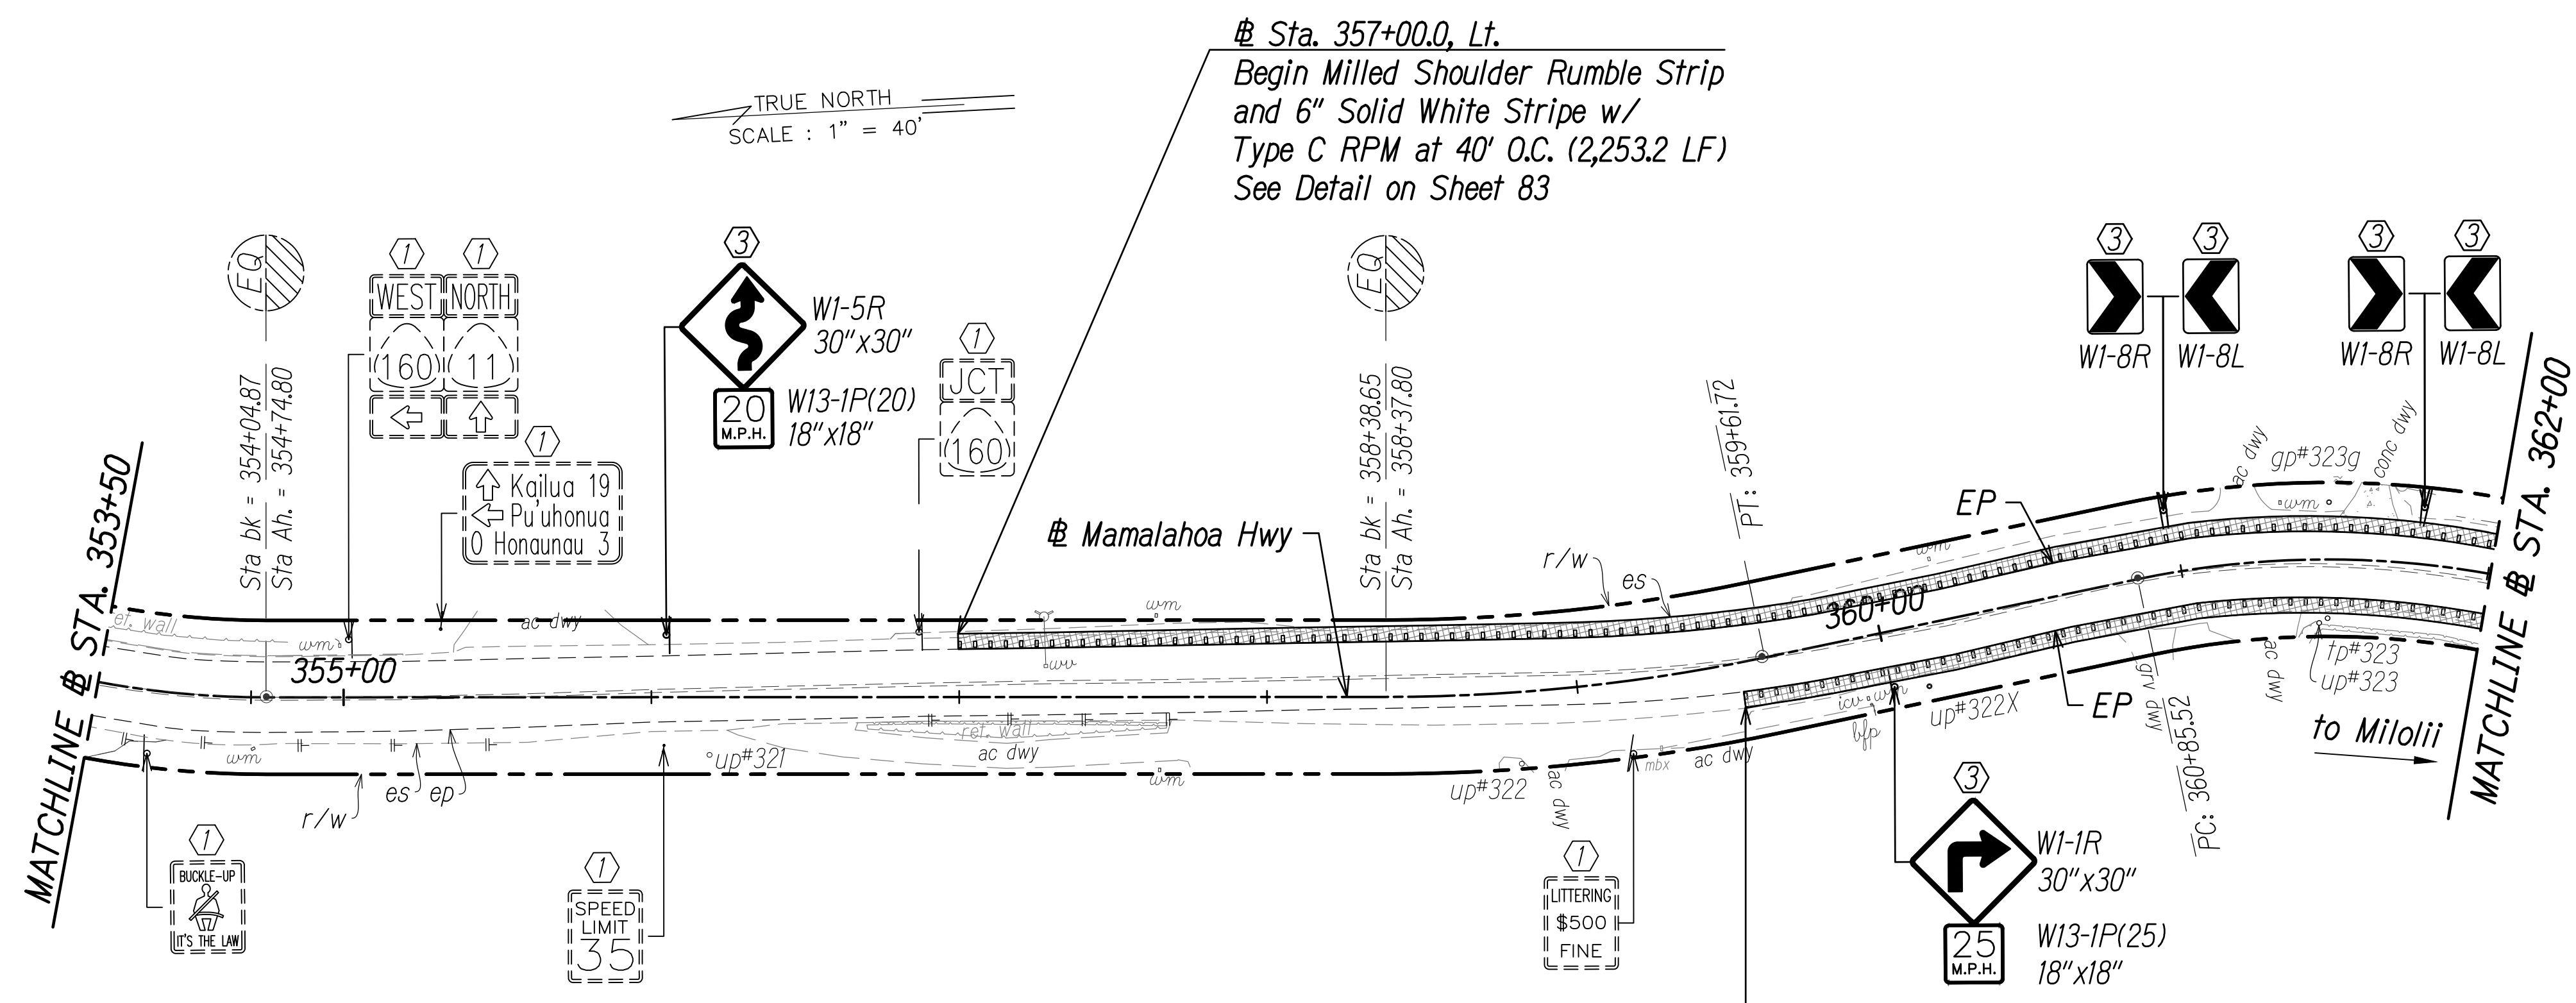 ℄ Sta. 357+00.0, Lt.
Begin Milled Shoulder Rumble Strip
and 6" Solid White Stripe w/
Type C RPM at 40' O.C. (2,253.2 LF)
See Detail on Sheet 83
TRUE NORTH
SCALE : 1" = 40'
EQ
Sta bk = 354+04.87
Sta Ah. = 354+74.80
1
1
WEST
NORTH
160
11
1
Kailua 19
Pu'uhonua
O Honaunau 3
3
W1-5R
30"x30"
20
M.P.H.
W13-1P(20)
18"x18"
1
JCT
160
EQ
Sta bk = 358+38.65
Sta Ah. = 358+37.80
PT: 359+61.72
3
3
W1-8R
W1-8L
3
3
W1-8R
W1-8L
MATCHLINE ℄ STA. 353+50
MATCHLINE ℄ STA. 362+00
℄ Mamalahoa Hwy
r/w
es
EP
ac dwy
gp#323g
conc dwy
wm
wm
wm
ac dwy
wm
wv
ret. wall
355+00
360+00
wm
r/w
es
ep
up#321
ret. wall
ac dwy
wm
up#322
ac dwy
mbx
ac dwy
icv
wm
bfp
up#322X
EP
grv dwy
PC: 360+85.52
ac dwy
tp#323
up#323
to Milolii
1
BUCKLE-UP
IT'S THE LAW
1
SPEED
LIMIT
35
1
LITTERING
$500
FINE
3
W1-1R
30"x30"
25
M.P.H.
W13-1P(25)
18"x18"